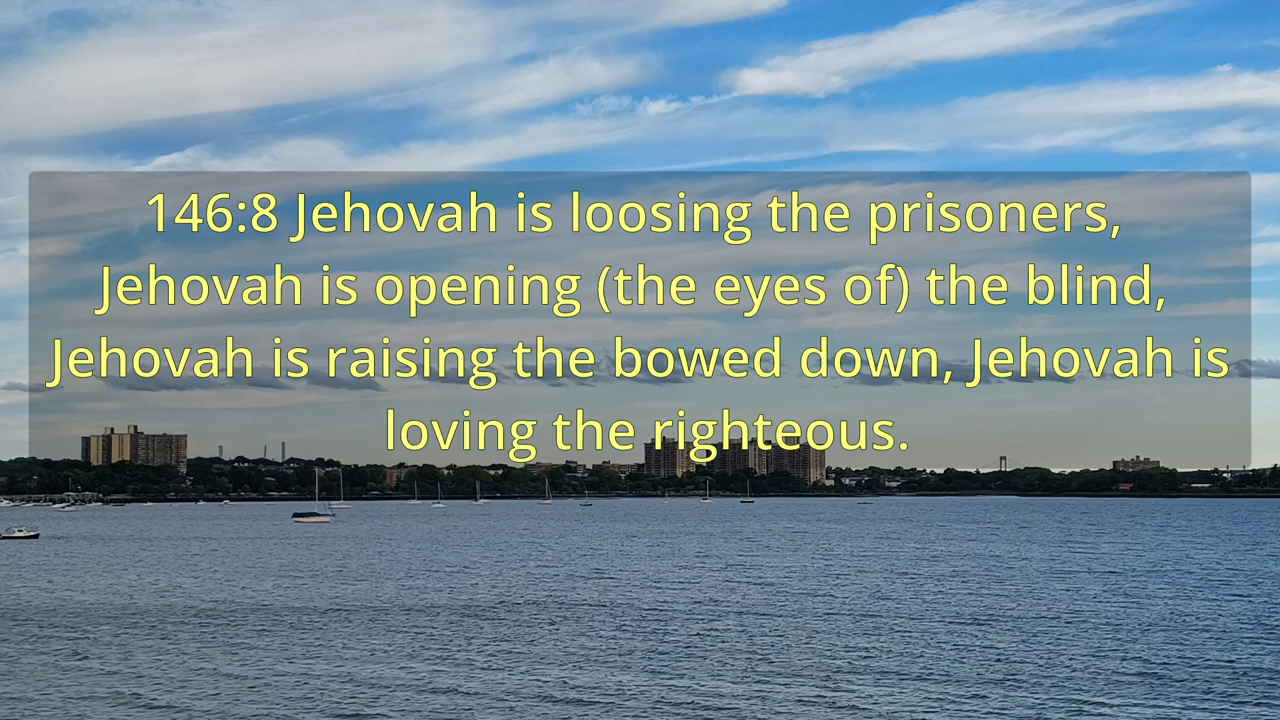 146:8 Jehovah is loosing the prisoners,
Jehovah is opening (the eyes of) the blind,
Jehovah is raising the bowed down, Jehovah is
loving the righteous.